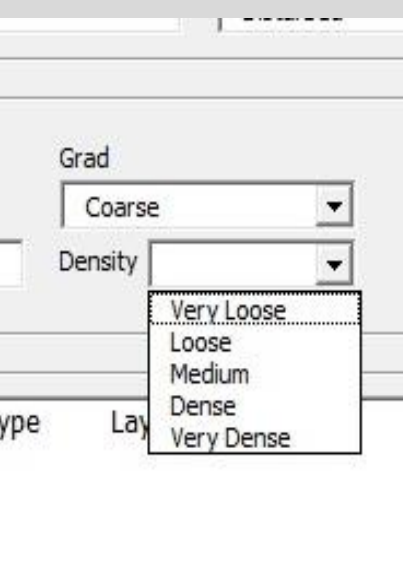 Grad
Coarse
Density
Very Loose
Loose
Medium
Dense
Very Dense
ype Lay